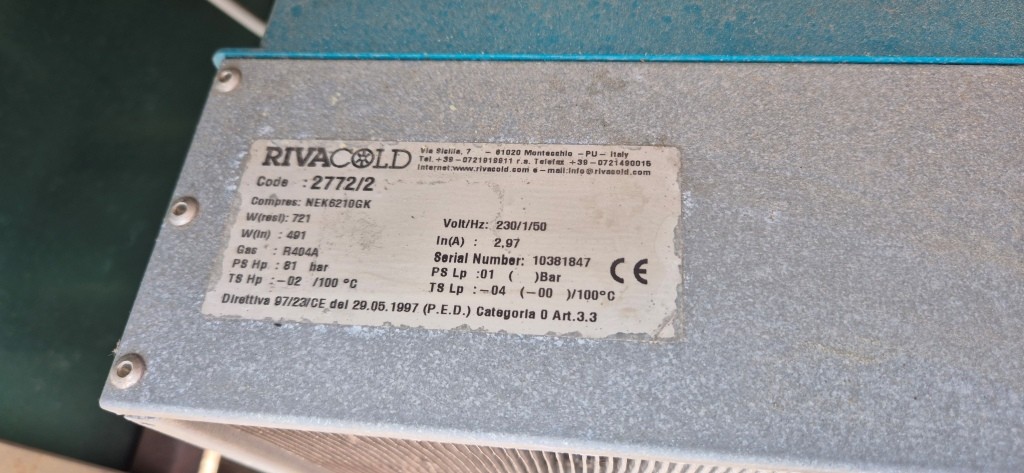 RIVACOLD
Via Sicilia, 7 – 61020 Montecchio –PU– Italy
Tel.+39–0721919911 r.a. Telefax +39–0721490015
internet:www.rivacold.com e–mail:info@rivacold.com
Code : 2772/2
Compres: NEK6210GK
W(resi): 721
W(in) : 491
Gas : R404A
PS Hp : 81 bar
TS Hp : –02 /100 °C
Volt/Hz: 230/1/50
In(A) : 2,97
Serial Number: 10381847
PS Lp :01 ( )Bar
TS Lp : –04 (–00 )/100°C
CE
Direttiva 97/23/CE del 29.05.1997 (P.E.D.) Categoria 0 Art.3.3